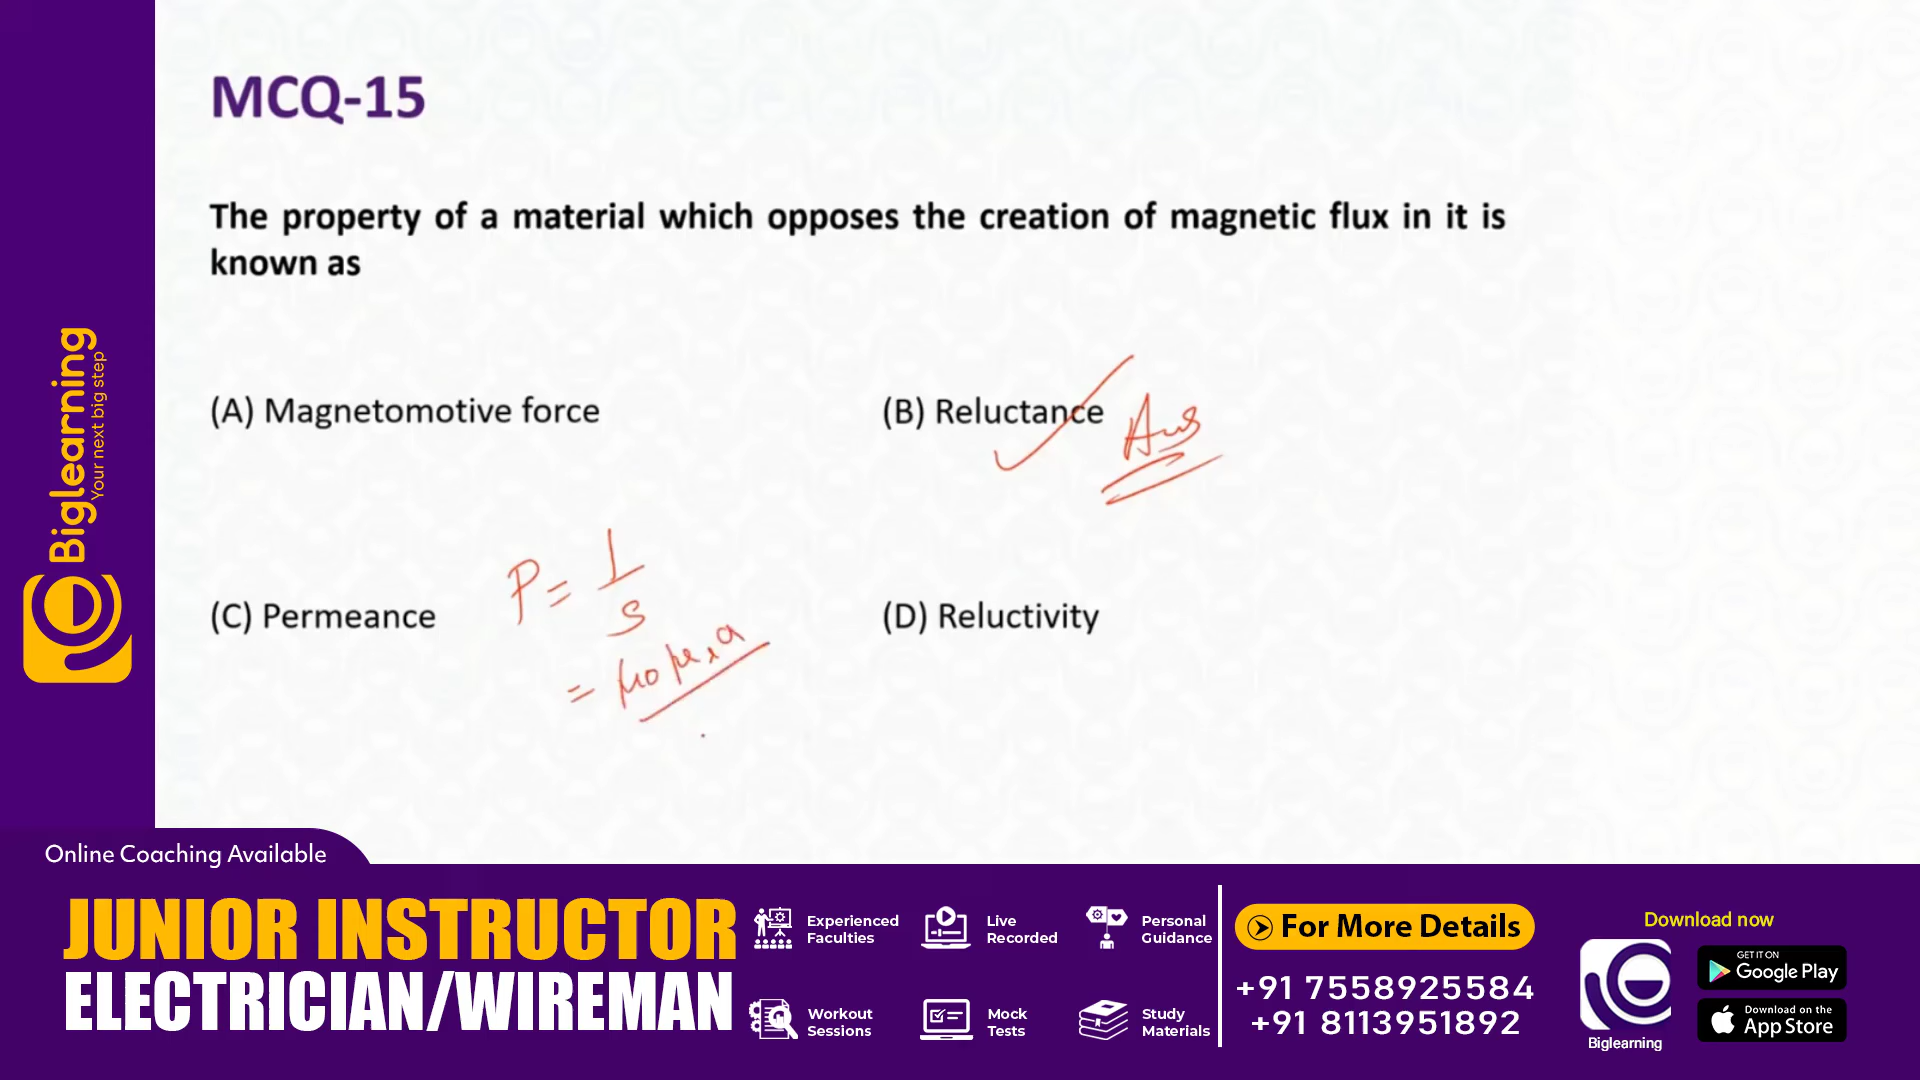 MCQ-15
The property of a material which opposes the creation of magnetic flux in it is
known as
(A) Magnetomotive force
(B) Reluctance
Ans
(C) Permeance
P = 1
S
= μ0 μr, a
(D) Reluctivity
Biglearning
Your next big step
Online Coaching Available
JUNIOR INSTRUCTOR
ELECTRICIAN/WIREMAN
Experienced
Faculties
Live
Recorded
Personal
Guidance
Workout
Sessions
Mock
Tests
Study
Materials
For More Details
+91 7558925584
+91 8113951892
Download now
Biglearning
GET IT ON
Google Play
Download on the
App Store